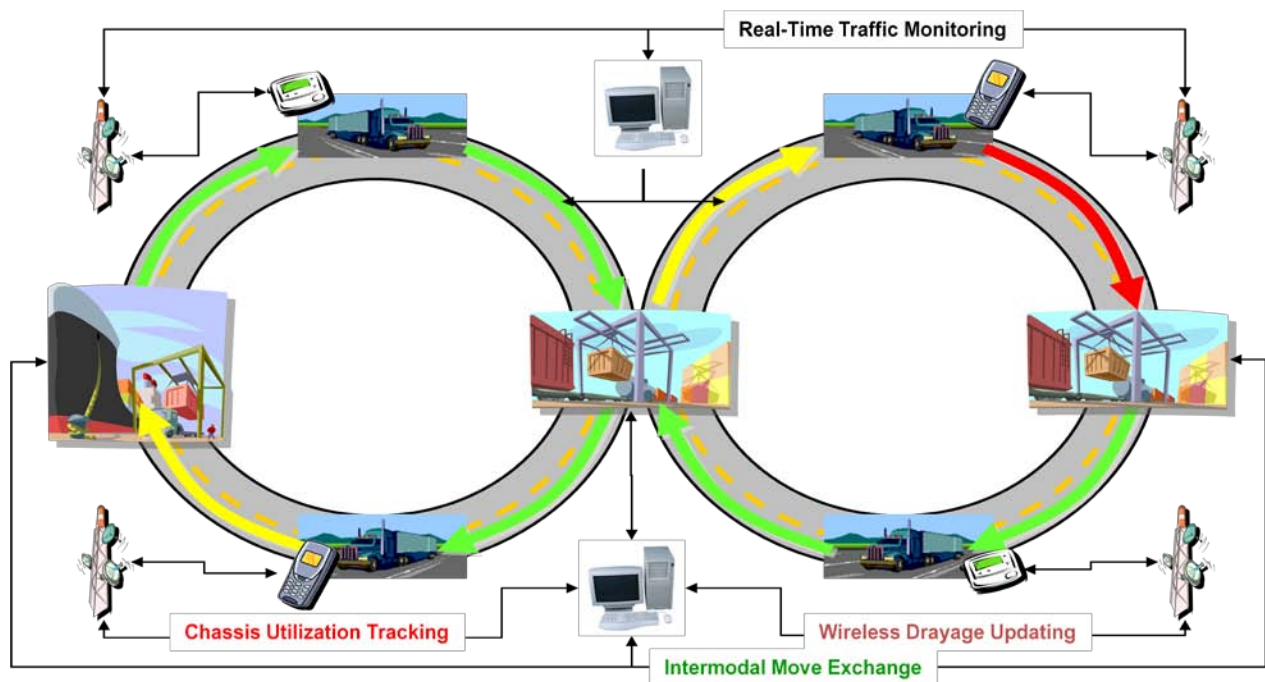 Real-Time Traffic Monitoring
Chassis Utilization Tracking
Wireless Drayage Updating
Intermodal Move Exchange